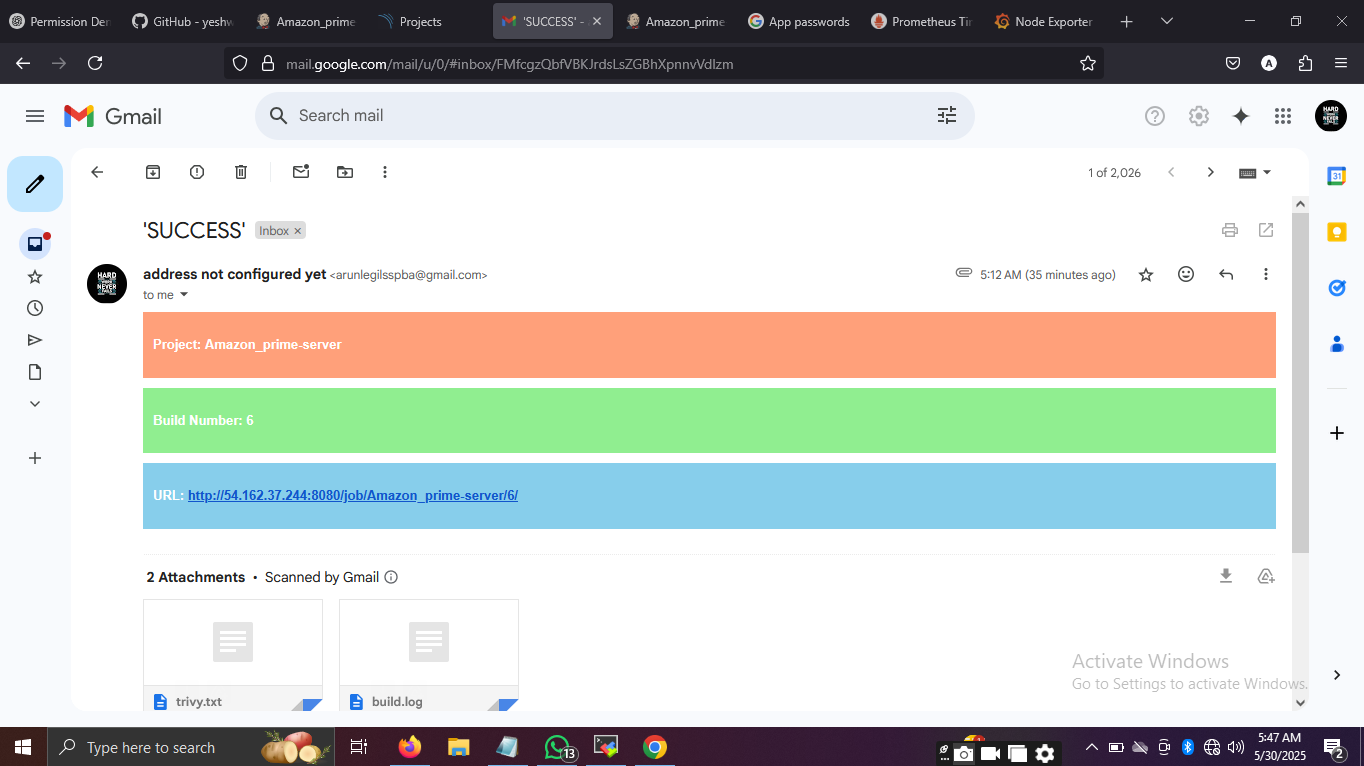 Permission Der
GitHub - yeshw
Amazon_prime
Projects
'SUCCESS' -
Amazon_prime
App passwords
Prometheus Tim
Node Exporter
mail.google.com/mail/u/0/#inbox/FMfcgzQbfVBKJrdsLsZGBhXpnnvVdlzm
Gmail
Search mail
1 of 2,026
'SUCCESS'
Inbox ×
address not configured yet <arunlegilsspba@gmail.com>
5:12 AM (35 minutes ago)
to me
Project: Amazon_prime-server
Build Number: 6
URL: http://54.162.37.244:8080/job/Amazon_prime-server/6/
2 Attachments • Scanned by Gmail
trivy.txt
build.log
Activate Windows
Go to Settings to activate Windows.
Type here to search
13
5:47 AM
5/30/2025
2